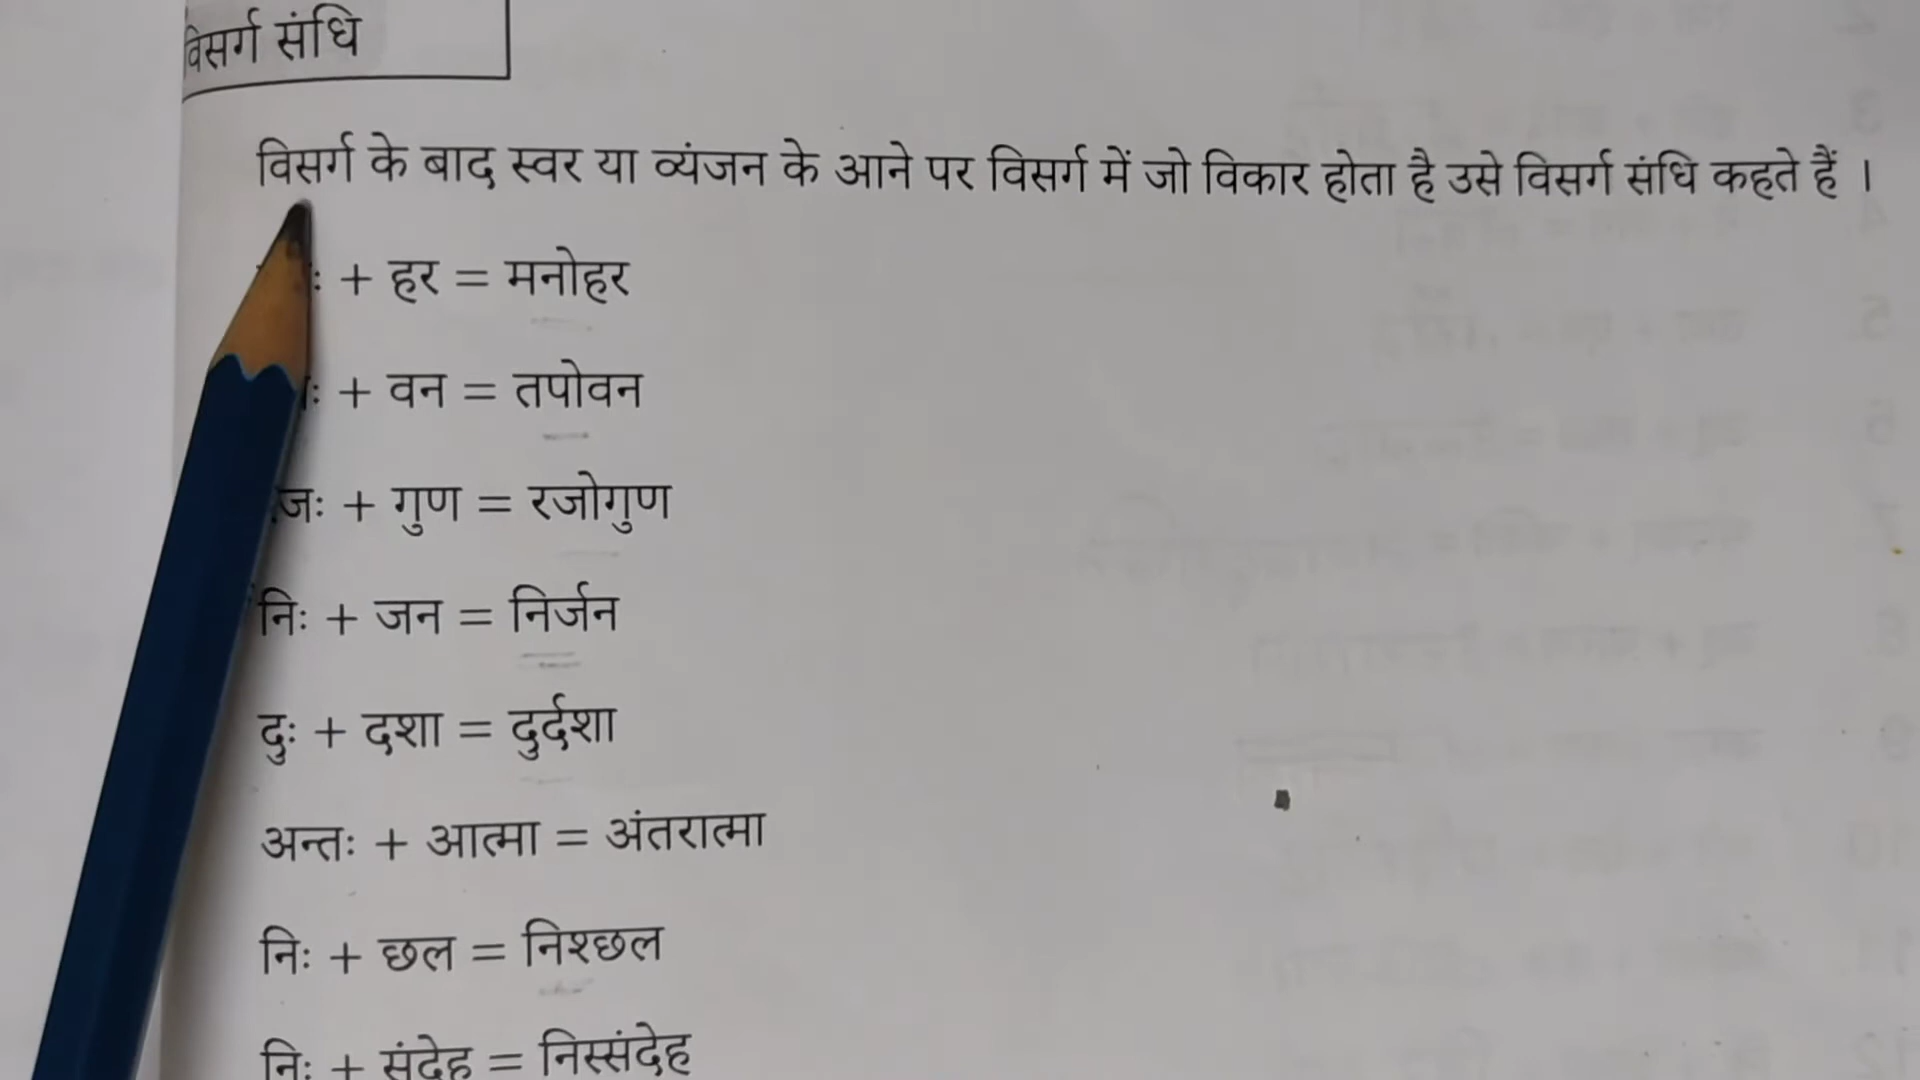 विसर्ग संधि
विसर्ग के बाद स्वर या व्यंजन के आने पर विसर्ग में जो विकार होता है उसे विसर्ग संधि कहते हैं ।
+ हर = मनोहर
+ वन = तपोवन
जः + गुण = रजोगुण
निः + जन = निर्जन
दुः + दशा = दुर्दशा
अन्तः + आत्मा = अंतरात्मा
निः + छल = निश्छल
निः + संदेह = निस्संदेह